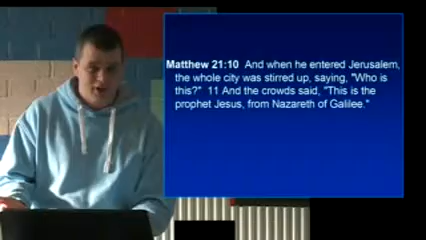 Matthew 21:10 And when he entered Jerusalem,
the whole city was stirred up, saying, "Who is
this?" 11 And the crowds said, "This is the
prophet Jesus, from Nazareth of Galilee."